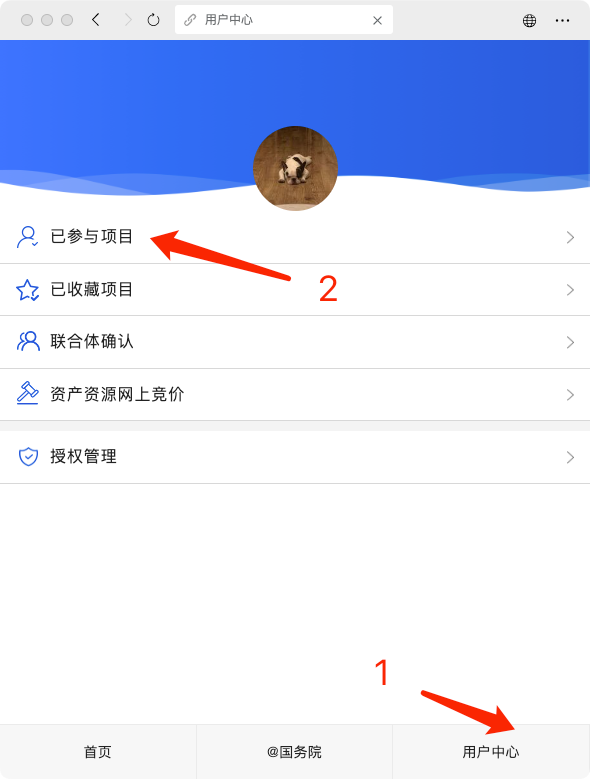 用户中心
已参与项目
2
已收藏项目
联合体确认
资产资源网上竞价
授权管理
1
首页 @国务院 用户中心